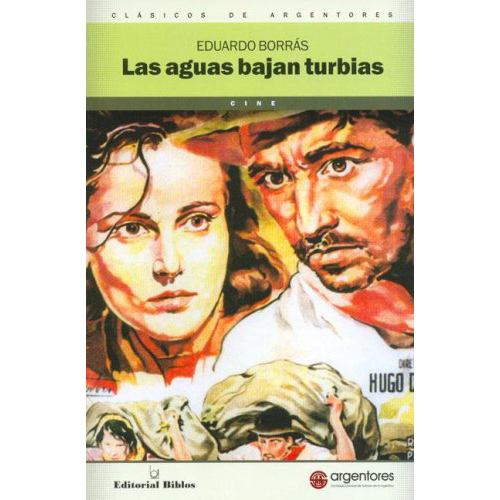 CLÁSICOS DE ARGENTORES
EDUARDO BORRÁS
Las aguas bajan turbias
CINE
HUGO D
Editorial Biblos
argentores